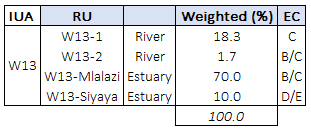 IUA RU Weighted (%) EC
W13-1 River 18.3 C
W13-2 River 1.7 B/C
W13 W13-Mlalazi Estuary 70.0 B/C
W13-Siyaya Estuary 10.0 D/E
100.0